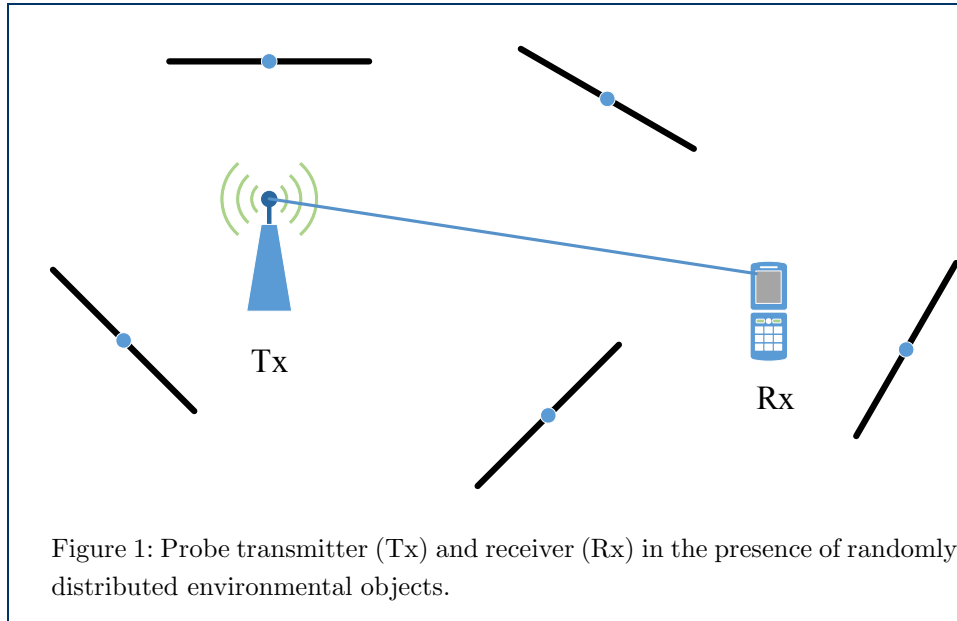 Tx
Rx
Figure 1: Probe transmitter (Tx) and receiver (Rx) in the presence of randomly
distributed environmental objects.